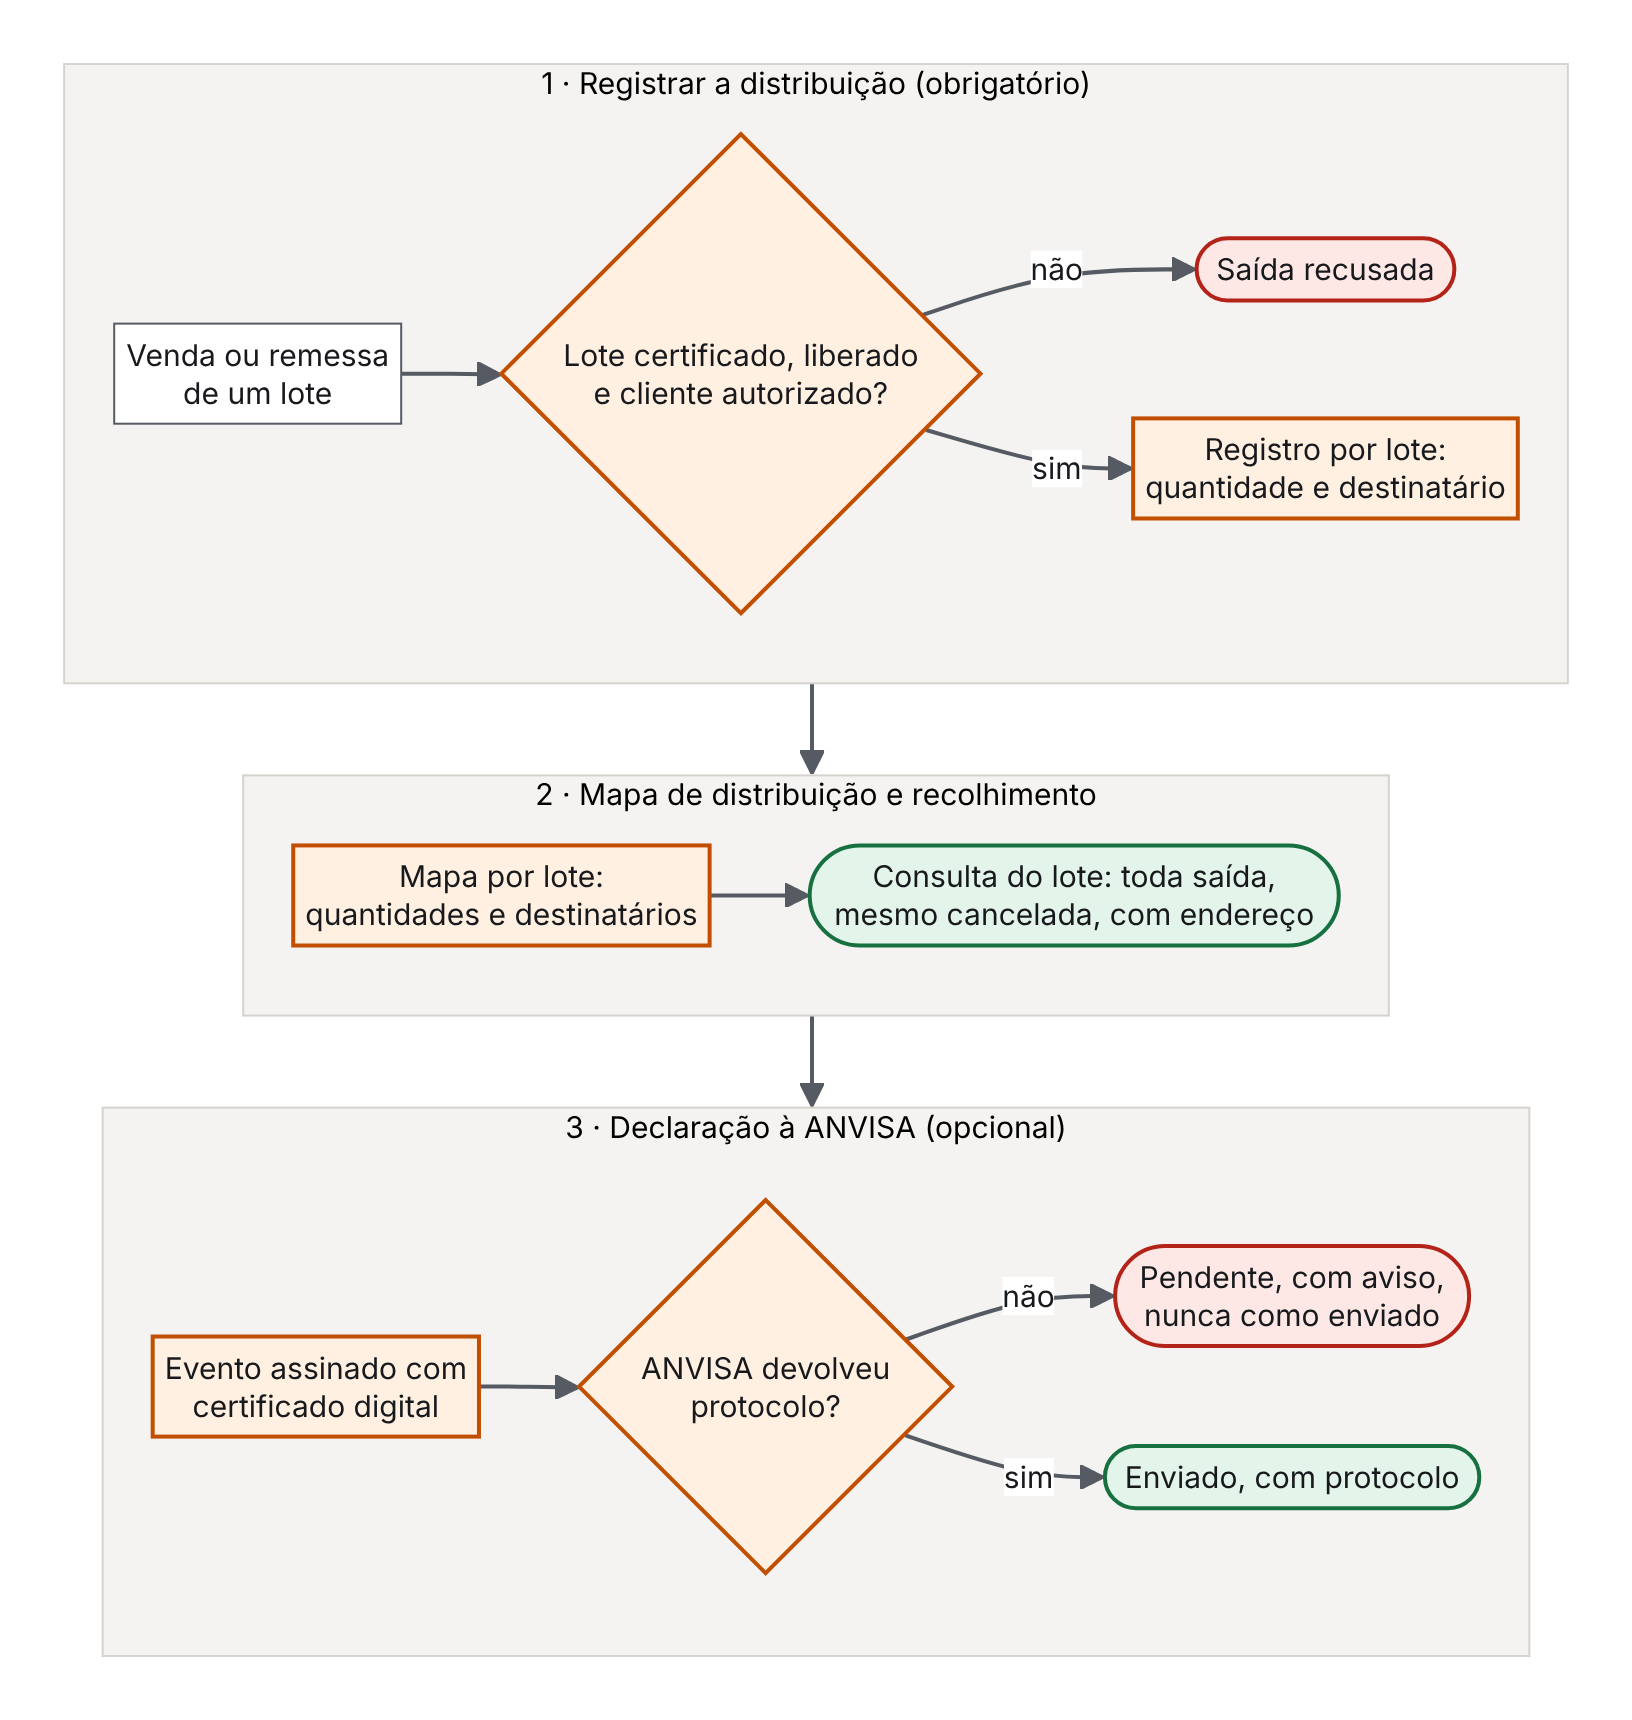 1 · Registrar a distribuição (obrigatório)
Venda ou remessa
de um lote
Lote certificado, liberado
e cliente autorizado?
não
Saída recusada
sim
Registro por lote:
quantidade e destinatário
2 · Mapa de distribuição e recolhimento
Mapa por lote:
quantidades e destinatários
Consulta do lote: toda saída,
mesmo cancelada, com endereço
3 · Declaração à ANVISA (opcional)
Evento assinado com
certificado digital
ANVISA devolveu
protocolo?
não
Pendente, com aviso,
nunca como enviado
sim
Enviado, com protocolo